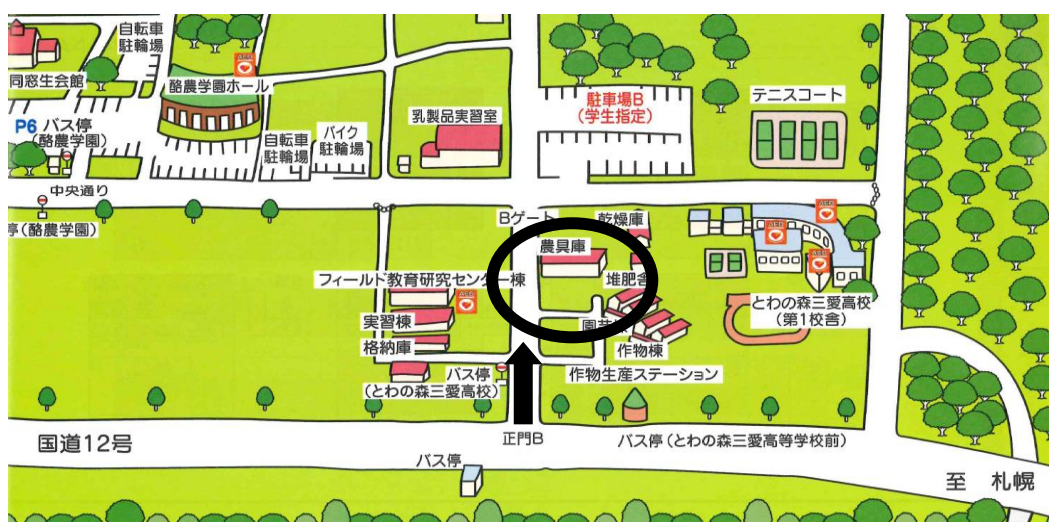 自転車
駐輪場
AED
同窓生会館
酪農学園ホール
P6 バス停
(酪農学園)
自転車
駐輪場
バイク
駐輪場
乳製品実習室
駐車場B
(学生指定)
テニスコート
中央通り
停(酪農学園)
Bゲート
乾燥庫
農具庫
AED
AED
AED
フィールド教育研究センター棟
AED
堆肥舎
実習棟
格納庫
とわの森三愛高校
(第1校舎)
作物棟
バス停
(とわの森三愛高校)
作物生産ステーション
国道12号
正門B
バス停(とわの森三愛高等学校前)
バス停
至 札幌